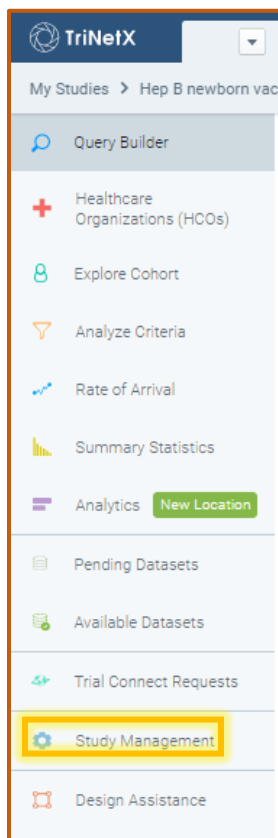 TriNetX
My Studies > Hep B newborn vac
Query Builder
Healthcare
Organizations (HCOs)
Explore Cohort
Analyze Criteria
Rate of Arrival
Summary Statistics
Analytics New Location
Pending Datasets
Available Datasets
Trial Connect Requests
Study Management
Design Assistance